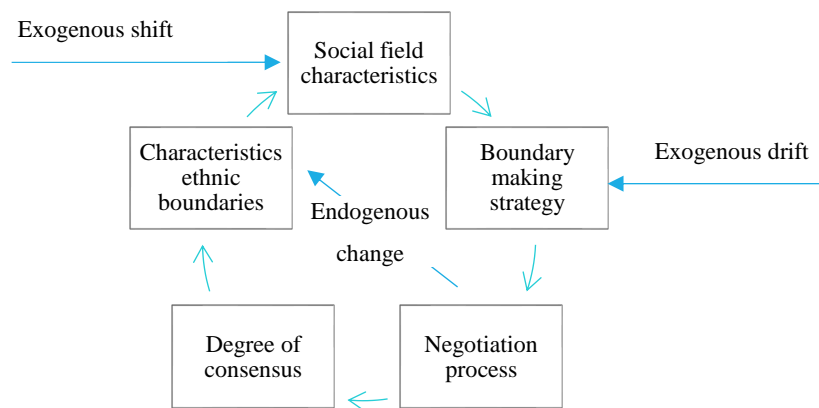 Exogenous shift
Social field
characteristics
Characteristics
ethnic
boundaries
Boundary
making
strategy
Exogenous drift
Endogenous
change
Degree of
consensus
Negotiation
process